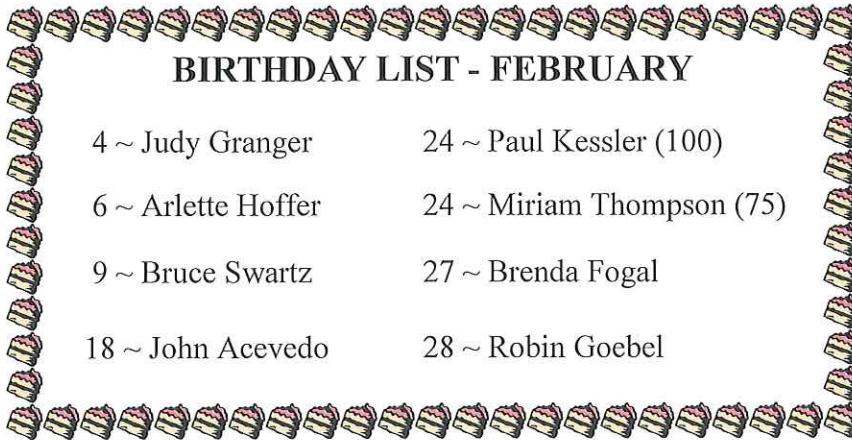 BIRTHDAY LIST - FEBRUARY
4 ~ Judy Granger
6 ~ Arlette Hoffer
9 ~ Bruce Swartz
18 ~ John Acevedo
24 ~ Paul Kessler (100)
24 ~ Miriam Thompson (75)
27 ~ Brenda Fogal
28 ~ Robin Goebel